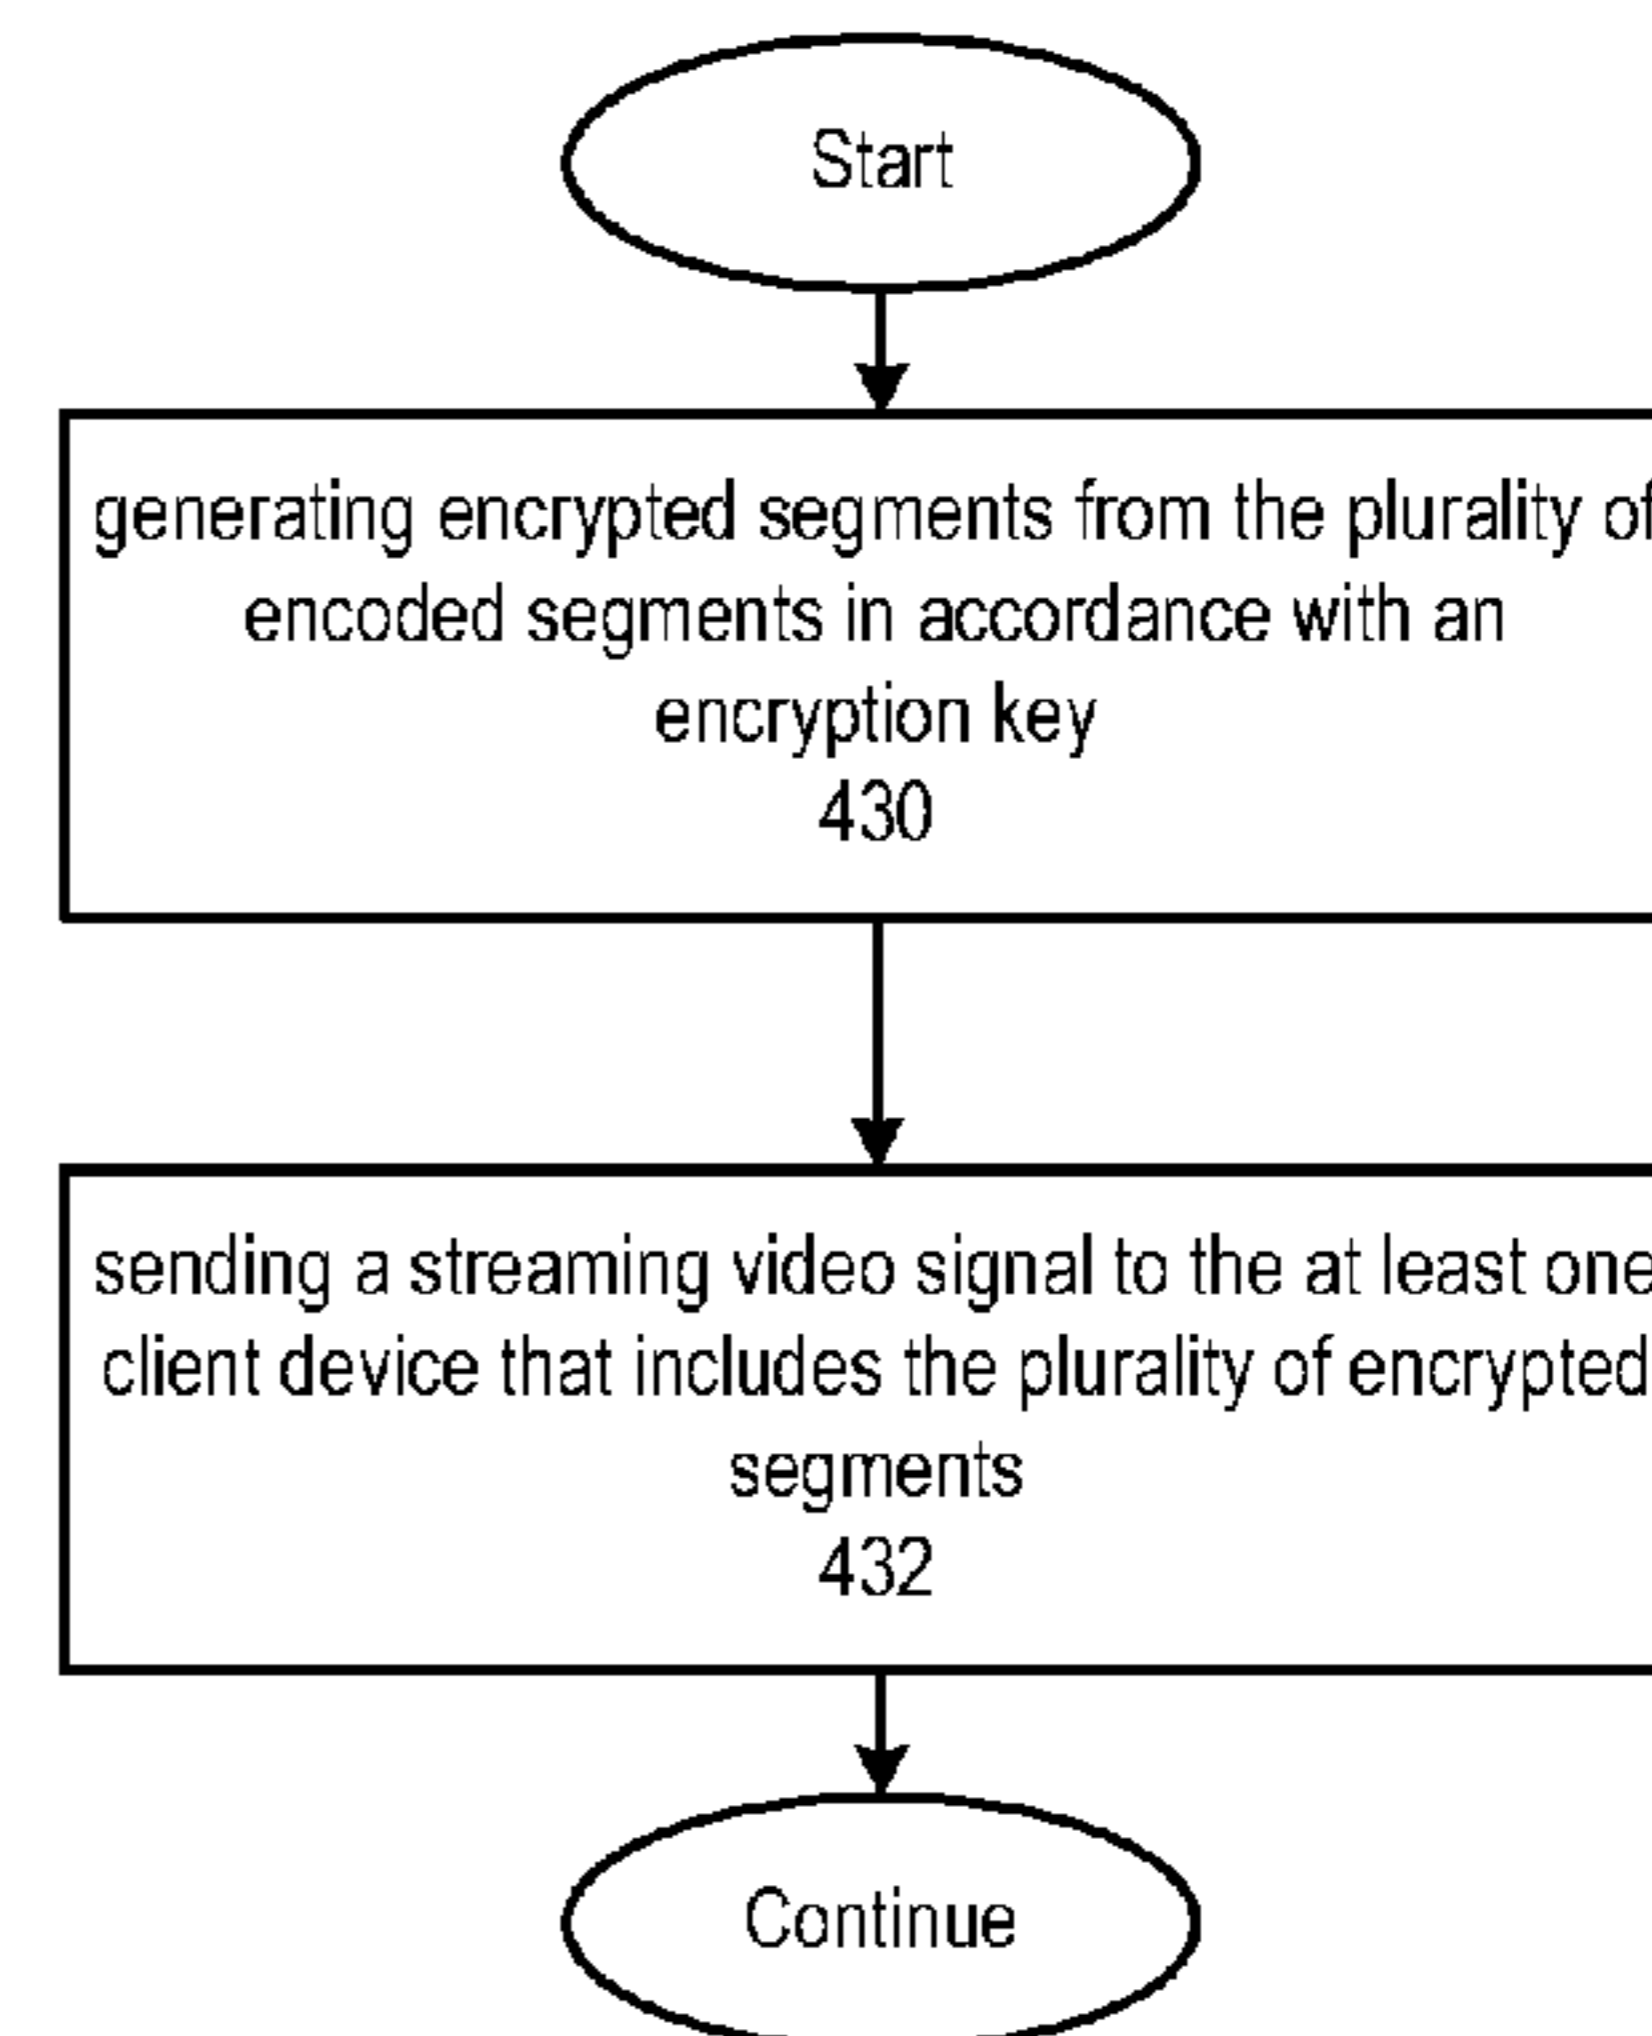 Start
generating encrypted segments from the plurality of
encoded segments in accordance with an
encryption key
430
sending a streaming video signal to the at least one
client device that includes the plurality of encrypted
segments
432
Continue